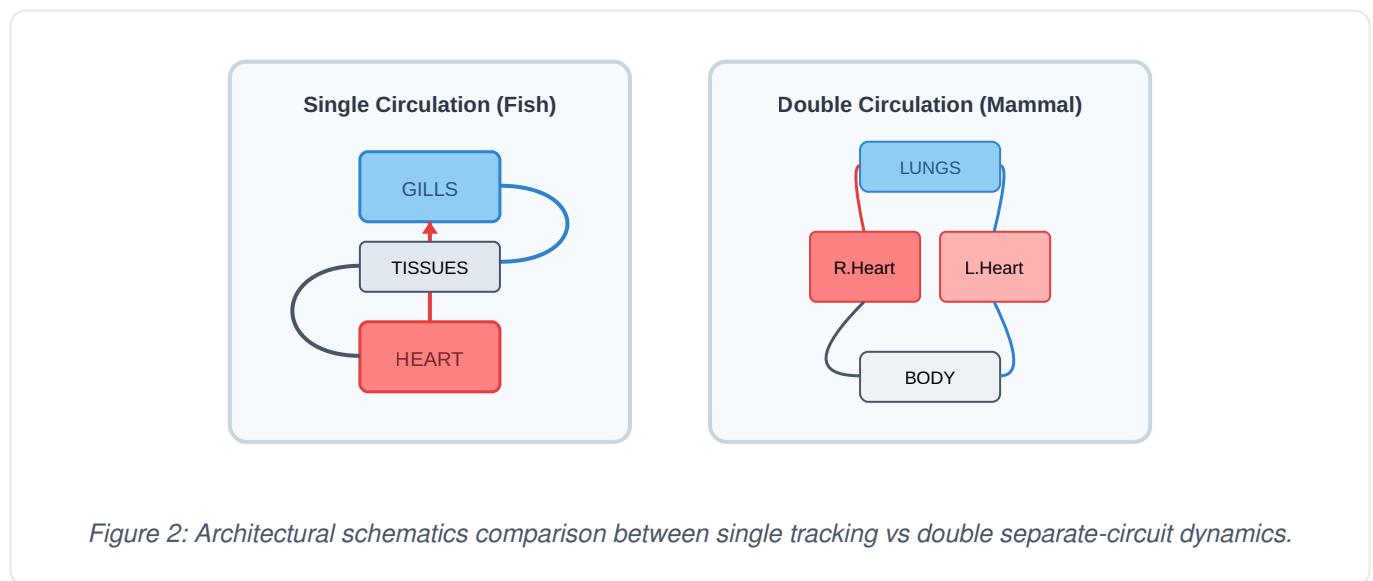 Single Circulation (Fish)
GILLS
TISSUES
HEART
Double Circulation (Mammal)
LUNGS
R.Heart
L.Heart
BODY
Figure 2: Architectural schematics comparison between single tracking vs double separate-circuit dynamics.